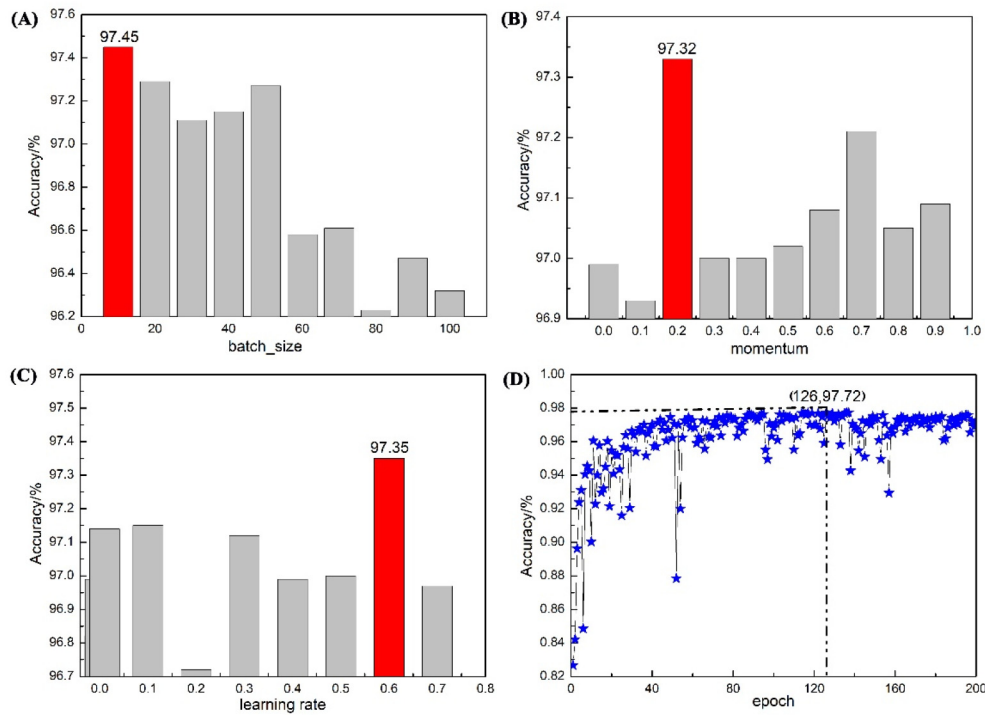 (A)
97.6
97.4
97.2
97.0
96.8
96.6
96.4
96.2
Accuracy/%
97.45
0 20 40 60 80 100
batch_size
(B)
97.4
97.3
97.2
97.1
97.0
96.9
Accuracy/%
97.32
0.0 0.1 0.2 0.3 0.4 0.5 0.6 0.7 0.8 0.9 1.0
momentum
(C)
97.6
97.5
97.4
97.3
97.2
97.1
97.0
96.9
96.8
96.7
Accuracy/%
97.35
0.0 0.1 0.2 0.3 0.4 0.5 0.6 0.7 0.8
learning rate
(D)
1.00
0.98
0.96
0.94
0.92
0.90
0.88
0.86
0.84
0.82
Accuracy/%
(126,97.72)
0 40 80 120 160 200
epoch